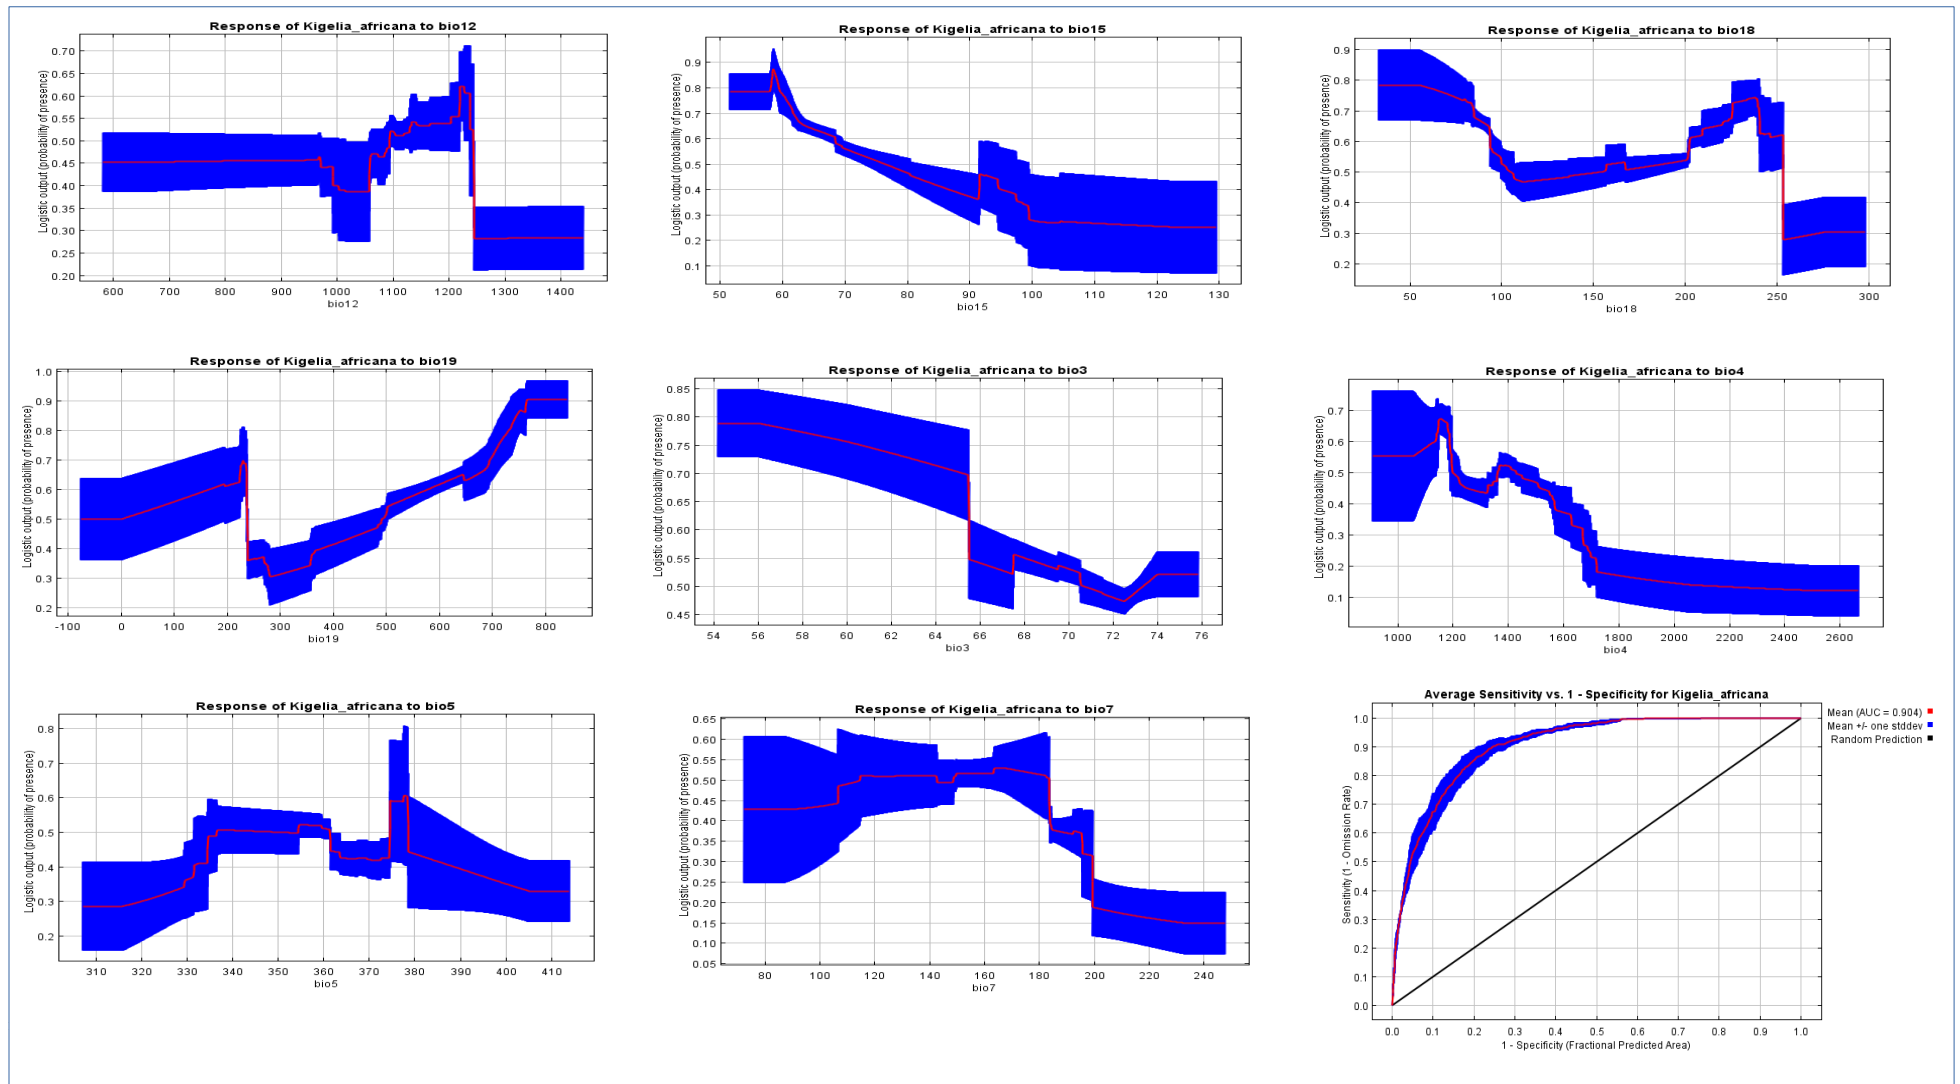 Response of Kigelia_africana to bio12
Logistic output (probability of presence)
0.70
0.65
0.60
0.55
0.50
0.45
0.40
0.35
0.30
0.25
0.20
600 700 800 900 1000 1100 1200 1300 1400
bio12
Response of Kigelia_africana to bio15
Logistic output (probability of presence)
0.9
0.8
0.7
0.6
0.5
0.4
0.3
0.2
0.1
50 60 70 80 90 100 110 120 130
bio15
Response of Kigelia_africana to bio18
Logistic output (probability of presence)
0.9
0.8
0.7
0.6
0.5
0.4
0.3
0.2
50 100 150 200 250 300
bio18
Response of Kigelia_africana to bio19
Logistic output (probability of presence)
1.0
0.9
0.8
0.7
0.6
0.5
0.4
0.3
0.2
-100 0 100 200 300 400 500 600 700 800
bio19
Response of Kigelia_africana to bio3
Logistic output (probability of presence)
0.85
0.80
0.75
0.70
0.65
0.60
0.55
0.50
0.45
54 56 58 60 62 64 66 68 70 72 74 76
bio3
Response of Kigelia_africana to bio4
Logistic output (probability of presence)
0.7
0.6
0.5
0.4
0.3
0.2
0.1
1000 1200 1400 1600 1800 2000 2200 2400 2600
bio4
Response of Kigelia_africana to bio5
Logistic output (probability of presence)
0.8
0.7
0.6
0.5
0.4
0.3
0.2
310 320 330 340 350 360 370 380 390 400 410
bio5
Response of Kigelia_africana to bio7
Logistic output (probability of presence)
0.65
0.60
0.55
0.50
0.45
0.40
0.35
0.30
0.25
0.20
0.15
0.10
0.05
80 100 120 140 160 180 200 220 240
bio7
Average Sensitivity vs. 1 - Specificity for Kigelia_africana
Mean (AUC = 0.904)
Mean +/- one stddev
Random Prediction
Sensitivity (1 - Omission Rate)
1.0
0.9
0.8
0.7
0.6
0.5
0.4
0.3
0.2
0.1
0.0
0.0 0.1 0.2 0.3 0.4 0.5 0.6 0.7 0.8 0.9 1.0
1 - Specificity (Fractional Predicted Area)